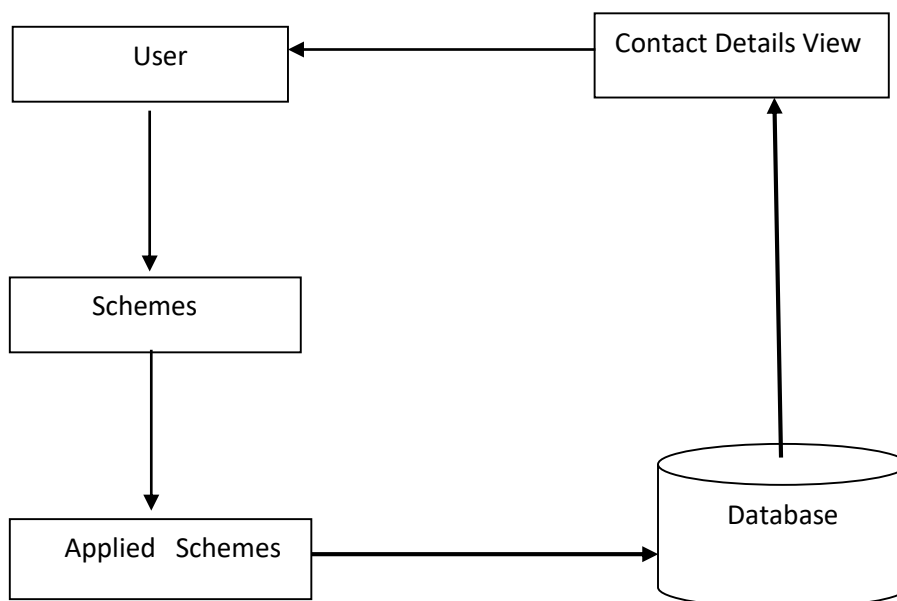 User
Contact Details View
Schemes
Applied Schemes
Database